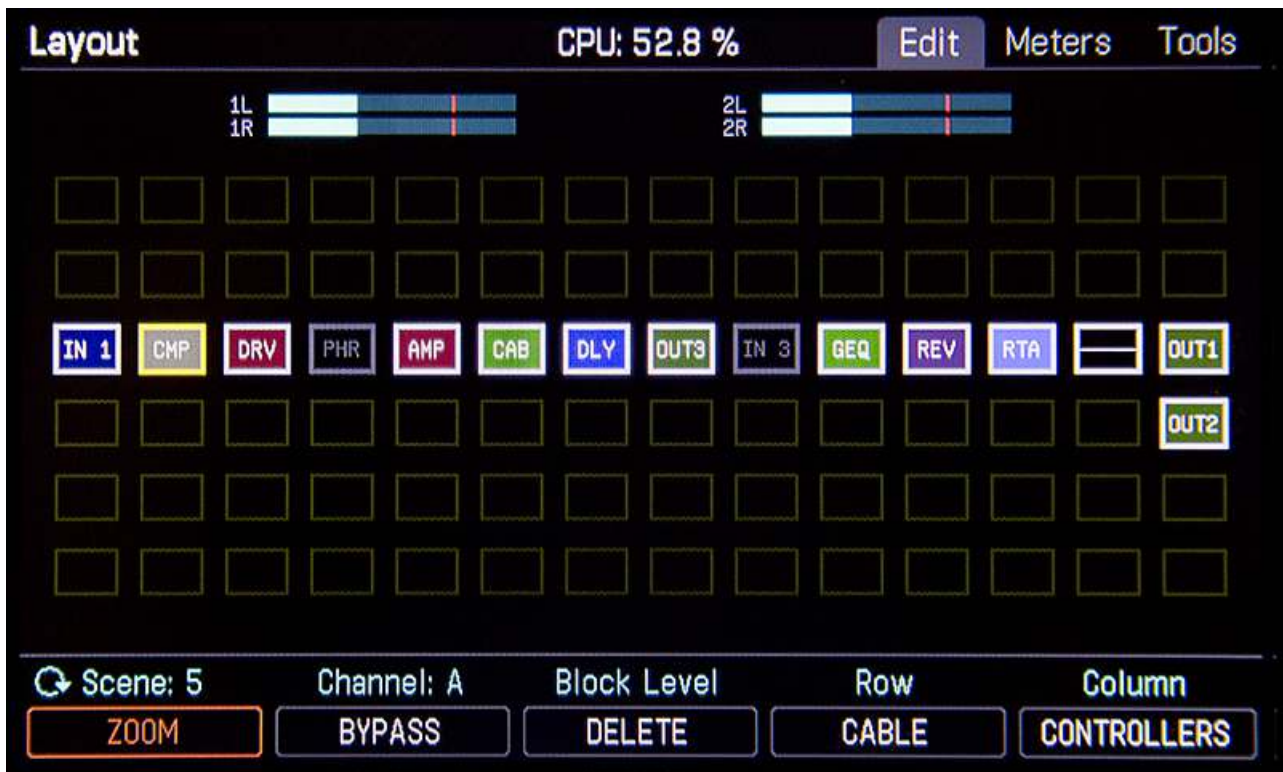 Layout CPU: 52.8 % Edit Meters Tools
1L 2L
1R 2R
IN 1 CMP DRV PHR AMP CAB DLY OUT3 IN 3 GEQ REV RTA OUT1
OUT2
Scene: 5 Channel: A Block Level Row Column
ZOOM BYPASS DELETE CABLE CONTROLLERS